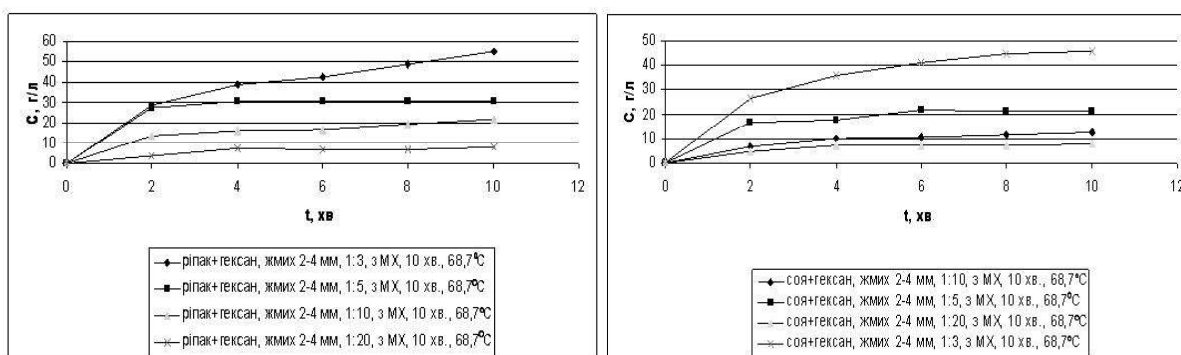 60
50
40
30
20
10
0
С, г/л
0 2 4 6 8 10 12
t, хв
ріпак+гексан, жмих 2-4 мм, 1:3, з МХ, 10 хв., 68,7°С
ріпак+гексан, жмих 2-4 мм, 1:5, з МХ, 10 хв., 68,7°С
ріпак+гексан, жмих 2-4 мм, 1:10, з МХ, 10 хв., 68,7°С
ріпак+гексан, жмих 2-4 мм, 1:20, з МХ, 10 хв., 68,7°С
50
40
30
20
10
0
С, г/л
0 2 4 6 8 10 12
t, хв
соя+гексан, жмих 2-4 мм, 1:10, з МХ, 10 хв., 68,7°С
соя+гексан, жмих 2-4 мм, 1:5, з МХ, 10 хв., 68,7°С
соя+гексан, жмих 2-4 мм, 1:20, з МХ, 10 хв., 68,7°С
соя+гексан, жмих 2-4 мм, 1:3, з МХ, 10 хв., 68,7°С